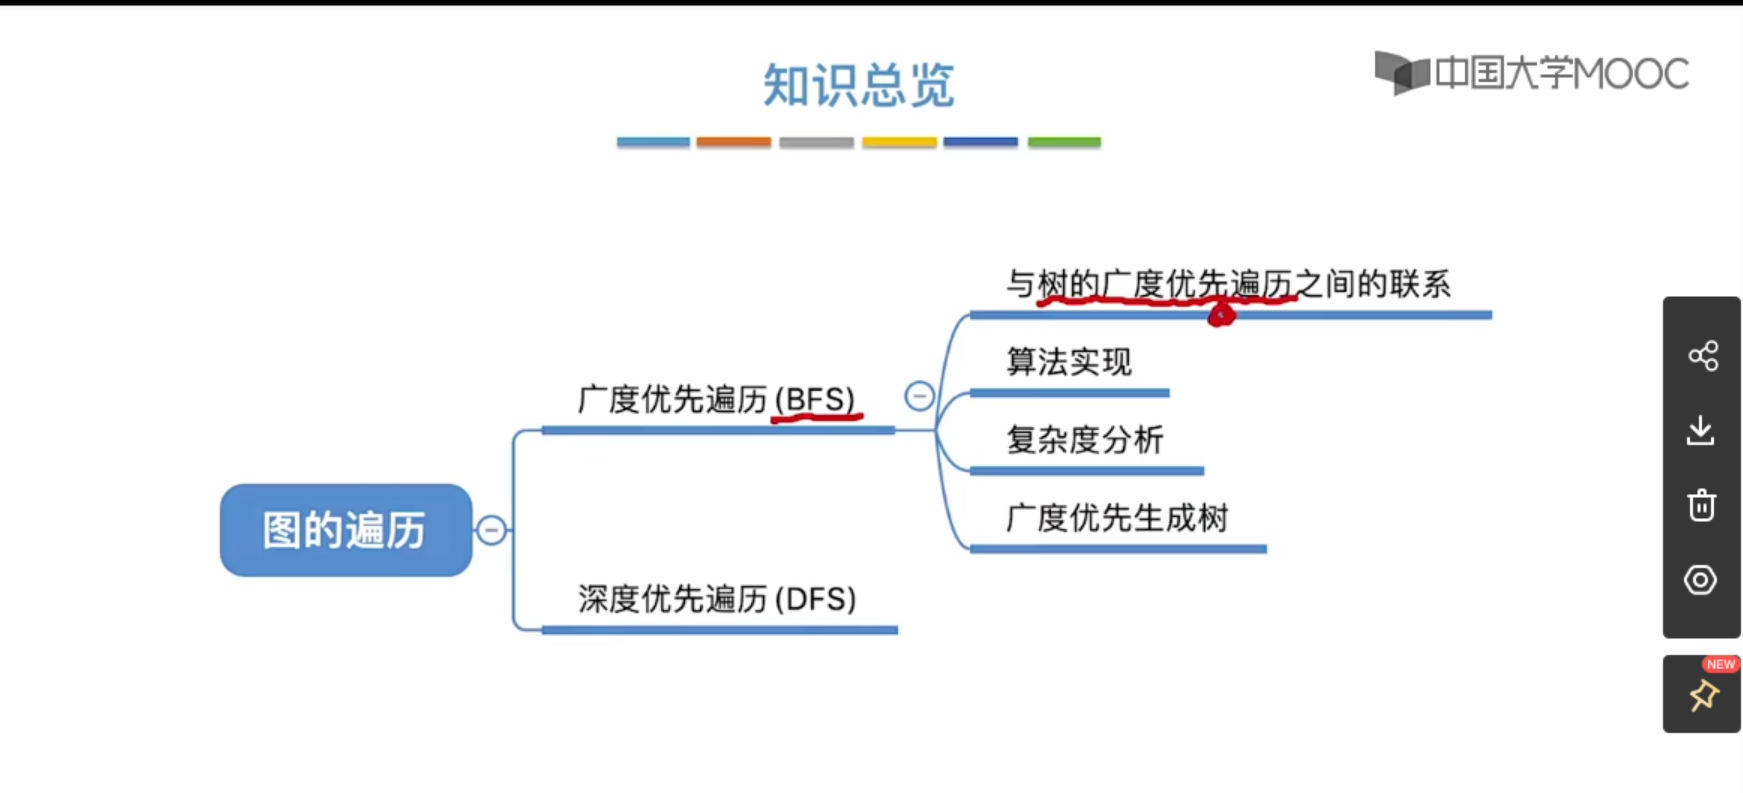 知识总览
中国大学MOOC
与树的广度优先遍历之间的联系
算法实现
广度优先遍历(BFS)
复杂度分析
广度优先生成树
图的遍历
深度优先遍历(DFS)
NEW